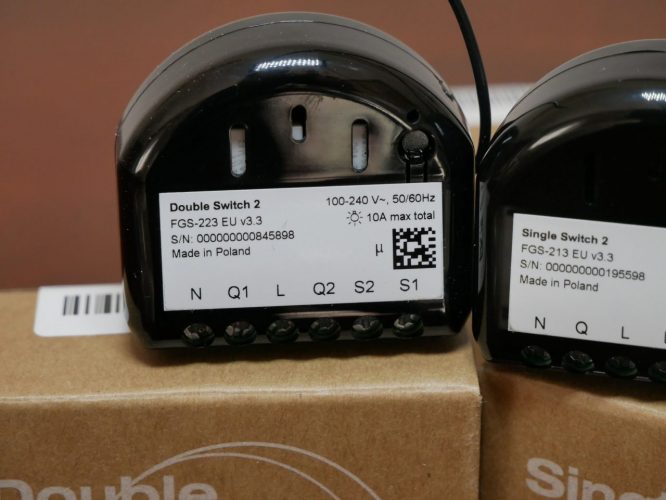 Double Switch 2
FGS-223 EU v3.3
S/N: 000000000845898
Made in Poland
100-240 V~, 50/60Hz
10A max total
µ
N Q1 L Q2 S2 S1
Single Switch 2
FGS-213 EU v3.3
S/N: 000000000195598
Made in Poland
N Q L
Double
Sing